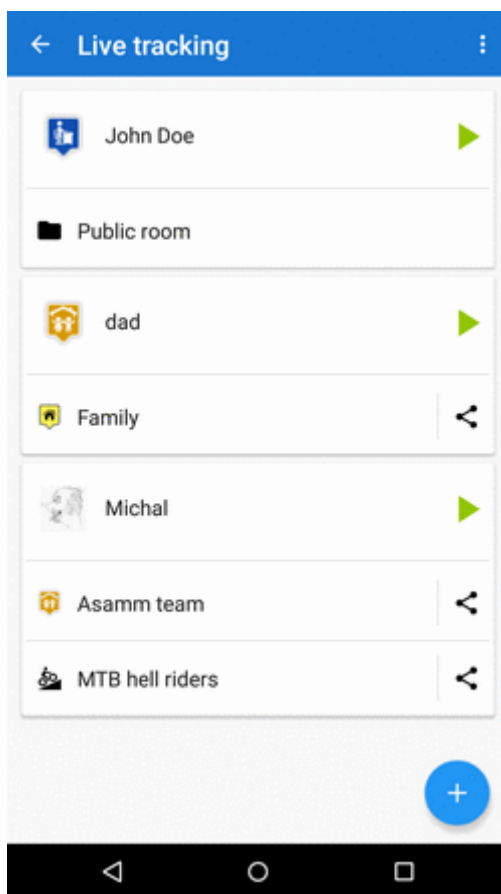 Live tracking
John Doe
Public room
dad
Family
Michal
Asamm team
MTB hell riders